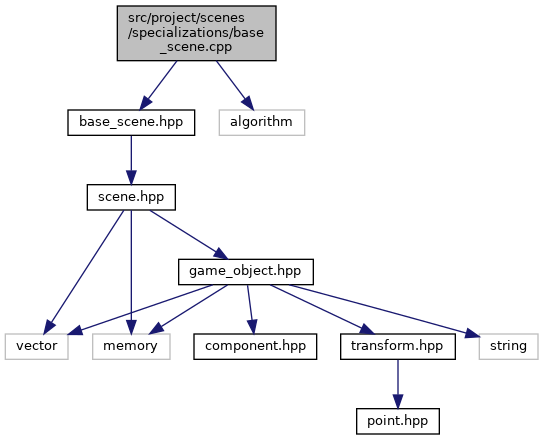 src/project/scenes
/specializations/base
_scene.cpp
base_scene.hpp
algorithm
scene.hpp
game_object.hpp
vector
memory
component.hpp
transform.hpp
string
point.hpp